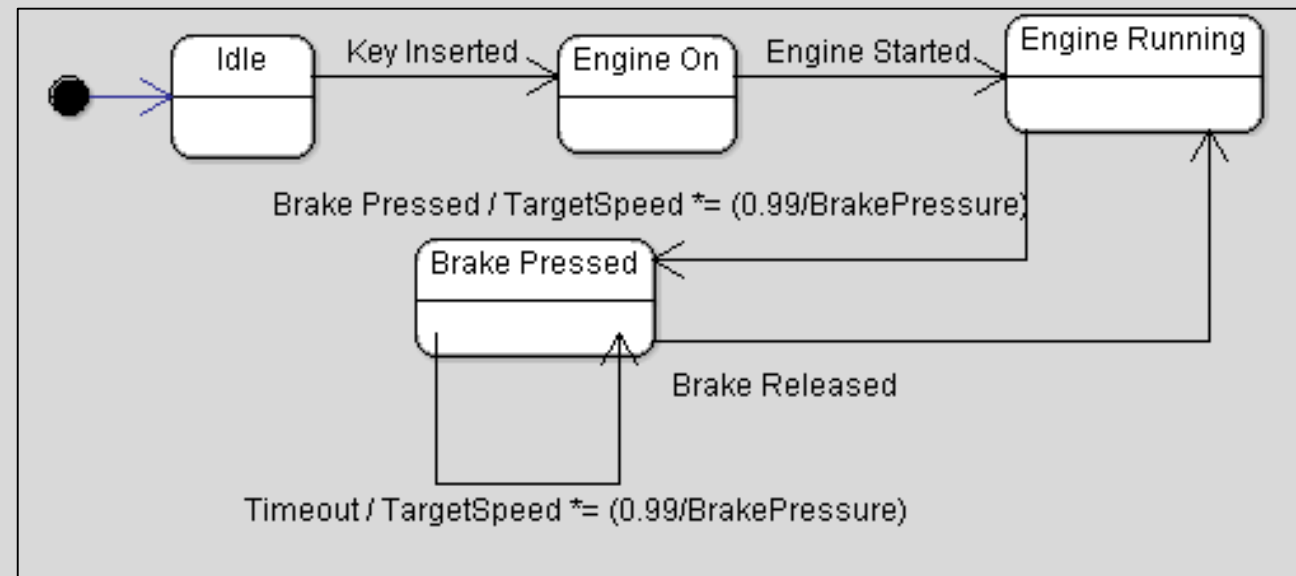 Idle
Key Inserted
Engine On
Engine Started
Engine Running
Brake Pressed / TargetSpeed *= (0.99/BrakePressure)
Brake Pressed
Brake Released
Timeout / TargetSpeed *= (0.99/BrakePressure)